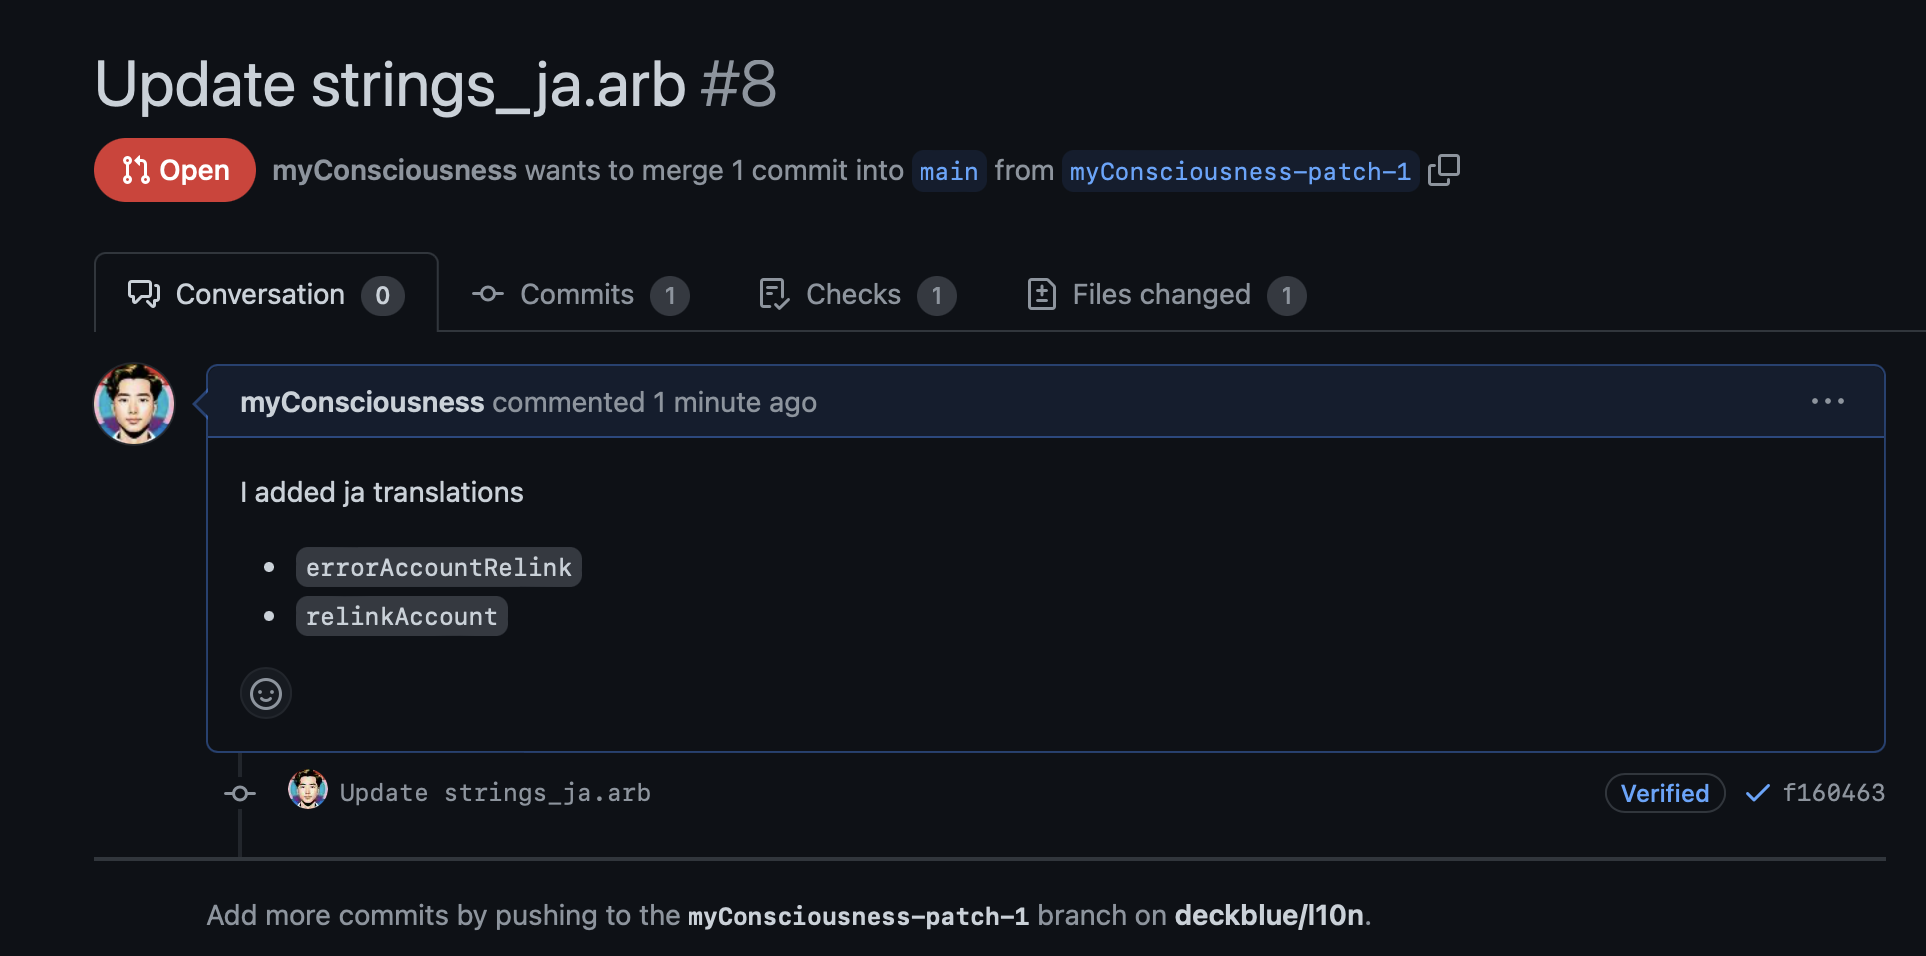 Update strings_ja.arb #8
Open myConsciousness wants to merge 1 commit into main from myConsciousness-patch-1
Conversation 0 Commits 1 Checks 1 Files changed 1
myConsciousness commented 1 minute ago
I added ja translations
errorAccountRelink
relinkAccount
Update strings_ja.arb Verified f160463
Add more commits by pushing to the myConsciousness-patch-1 branch on deckblue/l10n.